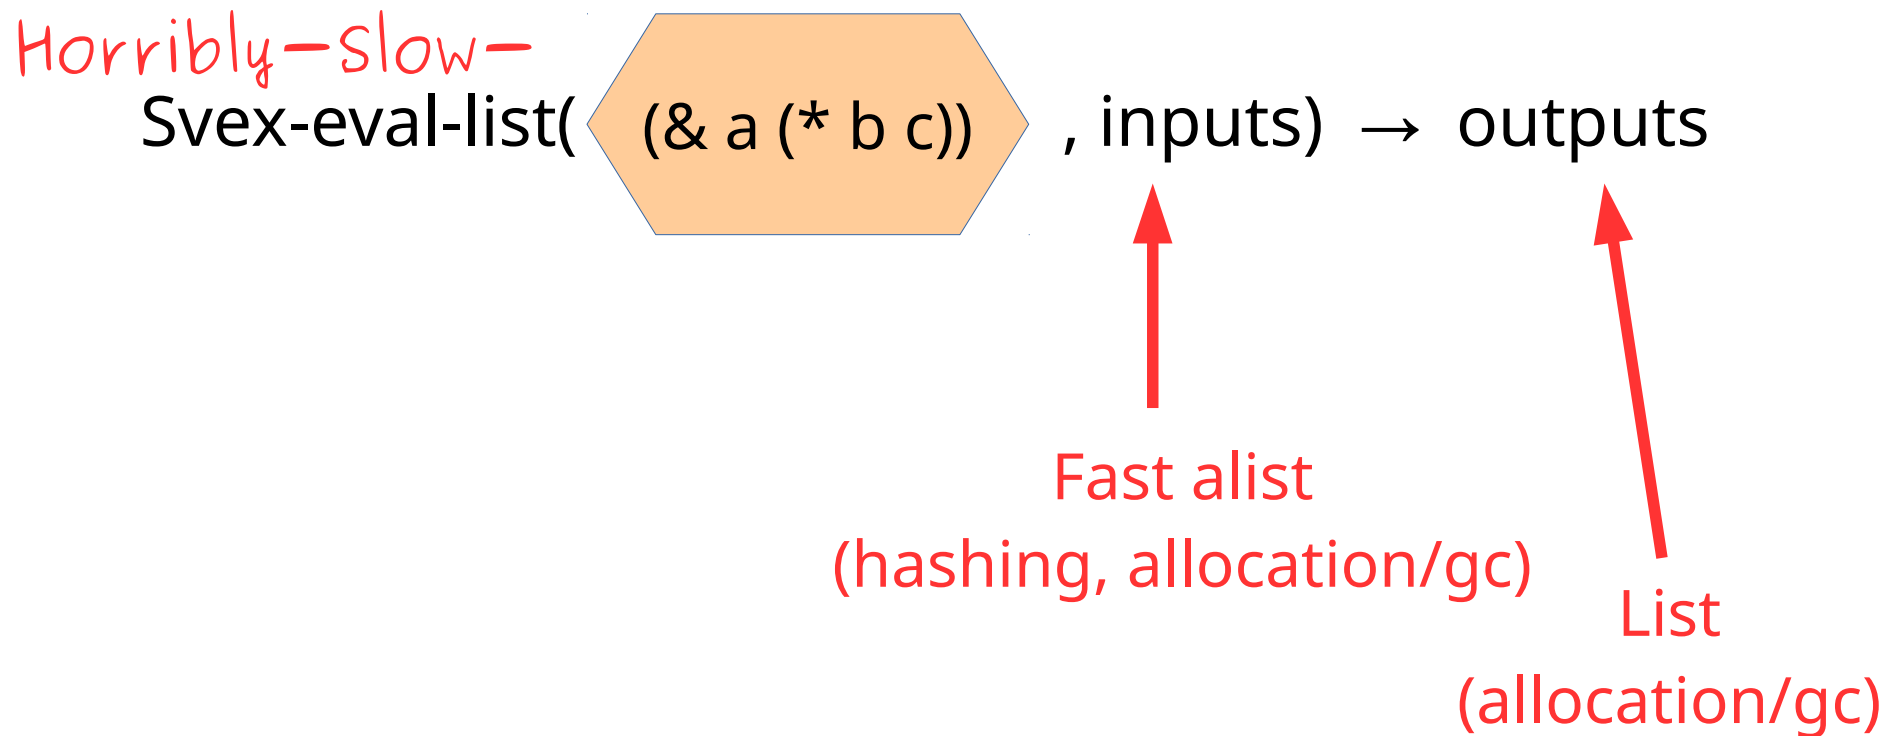 Horribly-slow-
Svex-eval-list( (& a (* b c)) , inputs) → outputs
Fast alist
(hashing, allocation/gc)
List
(allocation/gc)